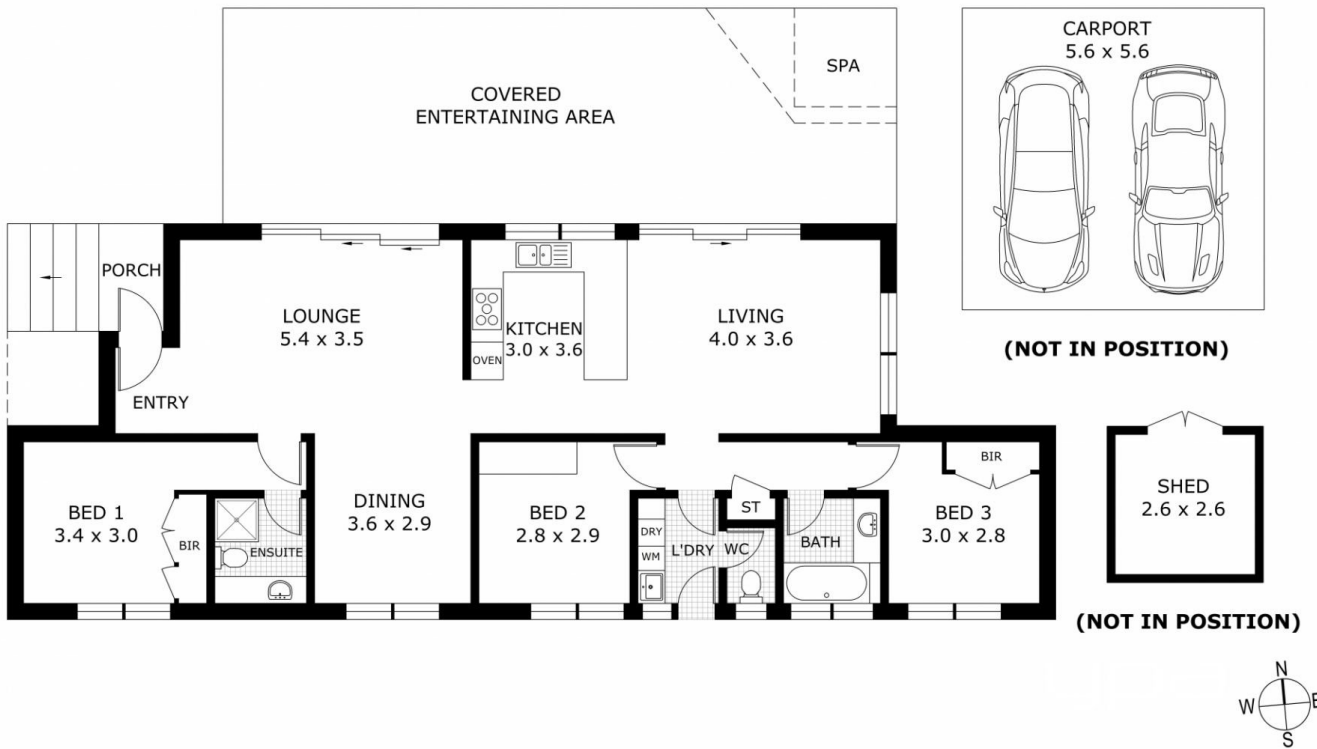 COVERED
ENTERTAINING AREA
SPA
CARPORT
5.6 x 5.6
(NOT IN POSITION)
PORCH
ENTRY
LOUNGE
5.4 x 3.5
KITCHEN
3.0 x 3.6
OVEN
LIVING
4.0 x 3.6
BED 1
3.4 x 3.0
BIR
ENSUITE
DINING
3.6 x 2.9
BED 2
2.8 x 2.9
DRY
WM
L'DRY
WC
ST
BATH
BED 3
3.0 x 2.8
BIR
SHED
2.6 x 2.6
(NOT IN POSITION)
N
W
E
S